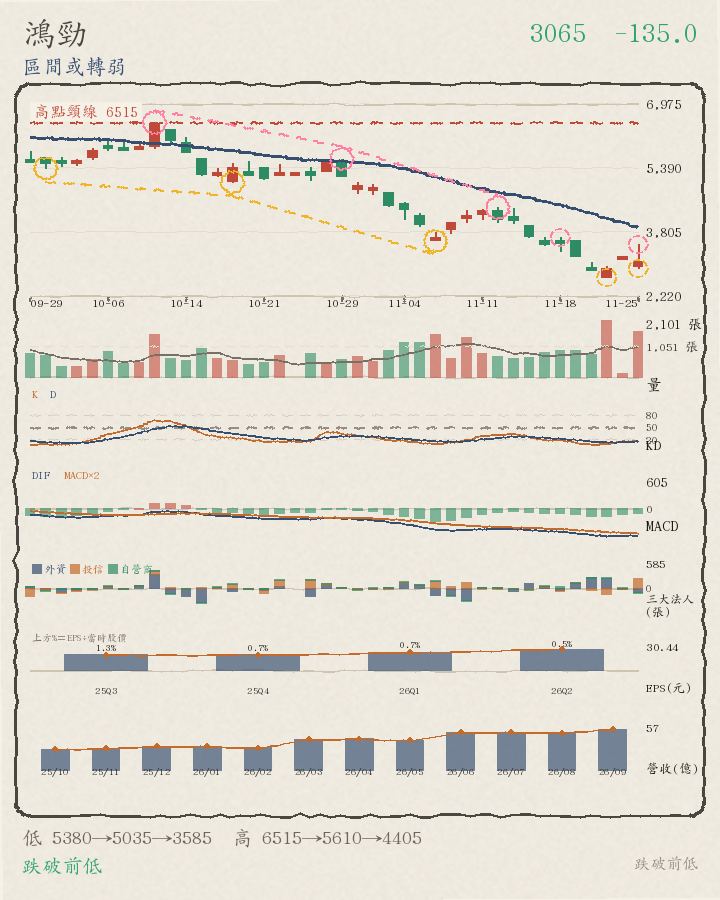 鴻勁
3065 -135.0
區間或轉弱
高點頸線 6515
6,975
5,390
3,805
2,220
09-29 10-06 10-14 10-21 10-29 11-04 11-11 11-18 11-25
2,101 張
1,051 張
量
K D
80
50
20
KD
DIF MACD×2
605
0
MACD
585
外資 投信 自營商
0
三大法人
(張)
上方%=EPS÷當時股價
1.3% 0.7% 0.7% 0.5%
30.44
25Q3 25Q4 26Q1 26Q2
EPS(元)
57
25/10 25/11 25/12 26/01 26/02 26/03 26/04 26/05 26/06 26/07 26/08 26/09
營收(億)
低 5380→5035→3585 高 6515→5610→4405
跌破前低
跌破前低